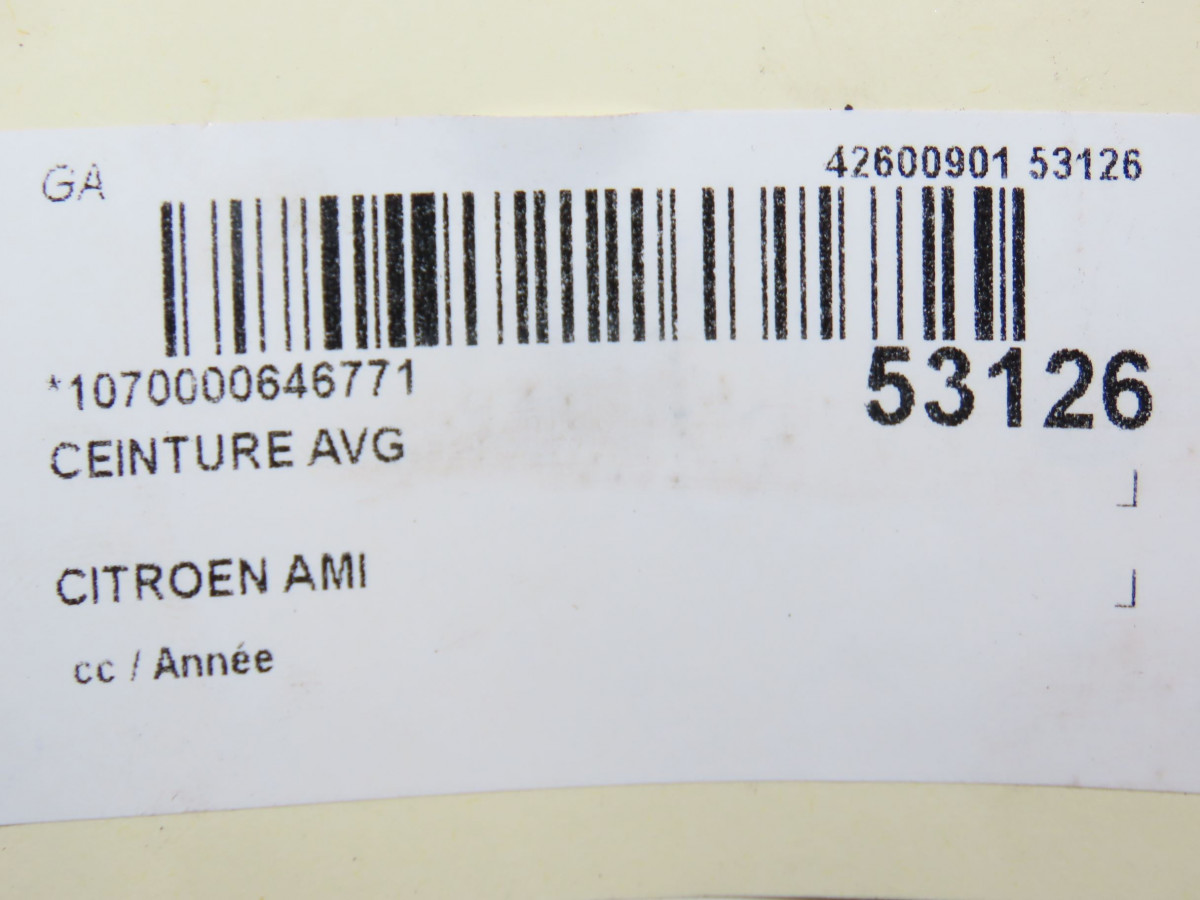 GA
42600901 53126
*1070000646771
53126
CEINTURE AVG
CITROEN AMI
cc / Année